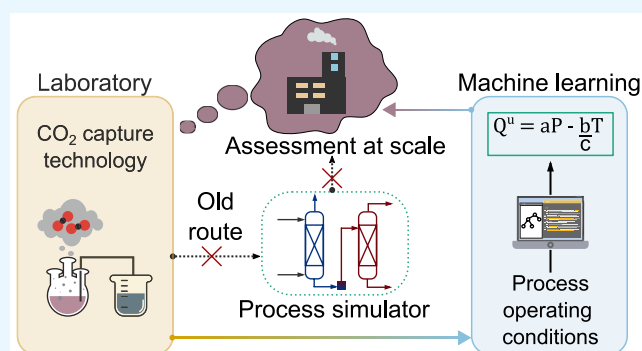 Laboratory
CO₂ capture
technology
Assessment at scale
Old
route
Process simulator
Machine learning
Qᵘ = aP - bT
c
Process
operating
conditions